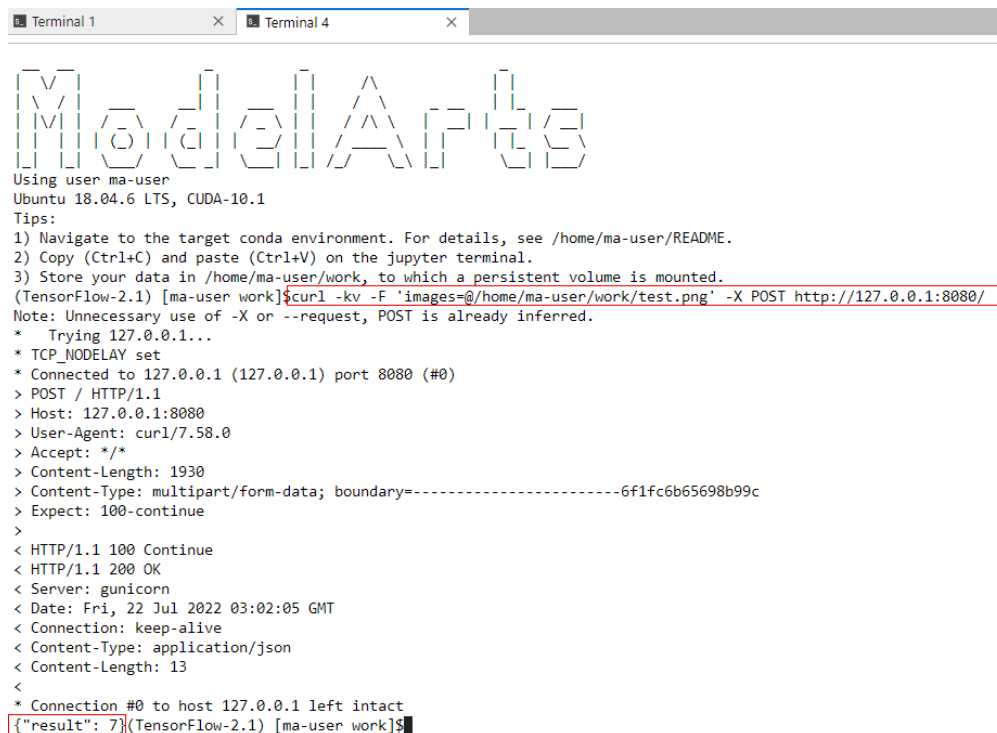 Terminal 1
Terminal 4
ModelArts
Using user ma-user
Ubuntu 18.04.6 LTS, CUDA-10.1
Tips:
1) Navigate to the target conda environment. For details, see /home/ma-user/README.
2) Copy (Ctrl+C) and paste (Ctrl+V) on the jupyter terminal.
3) Store your data in /home/ma-user/work, to which a persistent volume is mounted.
(TensorFlow-2.1) [ma-user work]$curl -kv -F 'images=@/home/ma-user/work/test.png' -X POST http://127.0.0.1:8080/
Note: Unnecessary use of -X or --request, POST is already inferred.
*   Trying 127.0.0.1...
* TCP_NODELAY set
* Connected to 127.0.0.1 (127.0.0.1) port 8080 (#0)
> POST / HTTP/1.1
> Host: 127.0.0.1:8080
> User-Agent: curl/7.58.0
> Accept: */*
> Content-Length: 1930
> Content-Type: multipart/form-data; boundary=------------------------6f1fc6b65698b99c
> Expect: 100-continue
>
< HTTP/1.1 100 Continue
< HTTP/1.1 200 OK
< Server: gunicorn
< Date: Fri, 22 Jul 2022 03:02:05 GMT
< Connection: keep-alive
< Content-Type: application/json
< Content-Length: 13
<
* Connection #0 to host 127.0.0.1 left intact
{"result": 7}(TensorFlow-2.1) [ma-user work]$